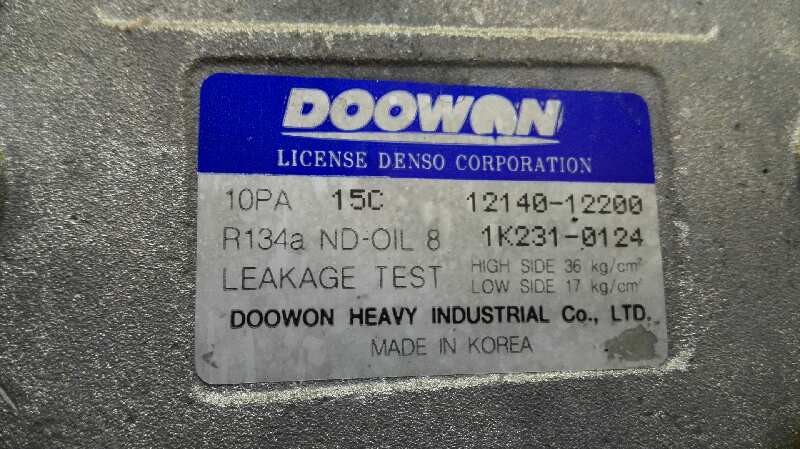 DOOWON
LICENSE DENSO CORPORATION
10PA 15C 12140-12200
R134a ND-OIL 8 1K231-0124
LEAKAGE TEST HIGH SIDE 36 kg/cm²
LOW SIDE 17 kg/cm²
DOOWON HEAVY INDUSTRIAL Co., LTD.
MADE IN KOREA